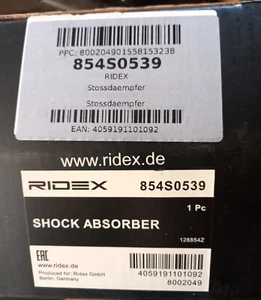 PPC: 800204901558153238
854S0539
RIDEX
Stossdaempfer
Stossdaempfer
EAN: 4059191101092
www.ridex.de
RIDEX 854S0539
1 Pc
SHOCK ABSORBER
128854Z
EAC
www.ridex.de
Produced for: Ridex GmbH
Berlin, Germany
4059191101092
8002049